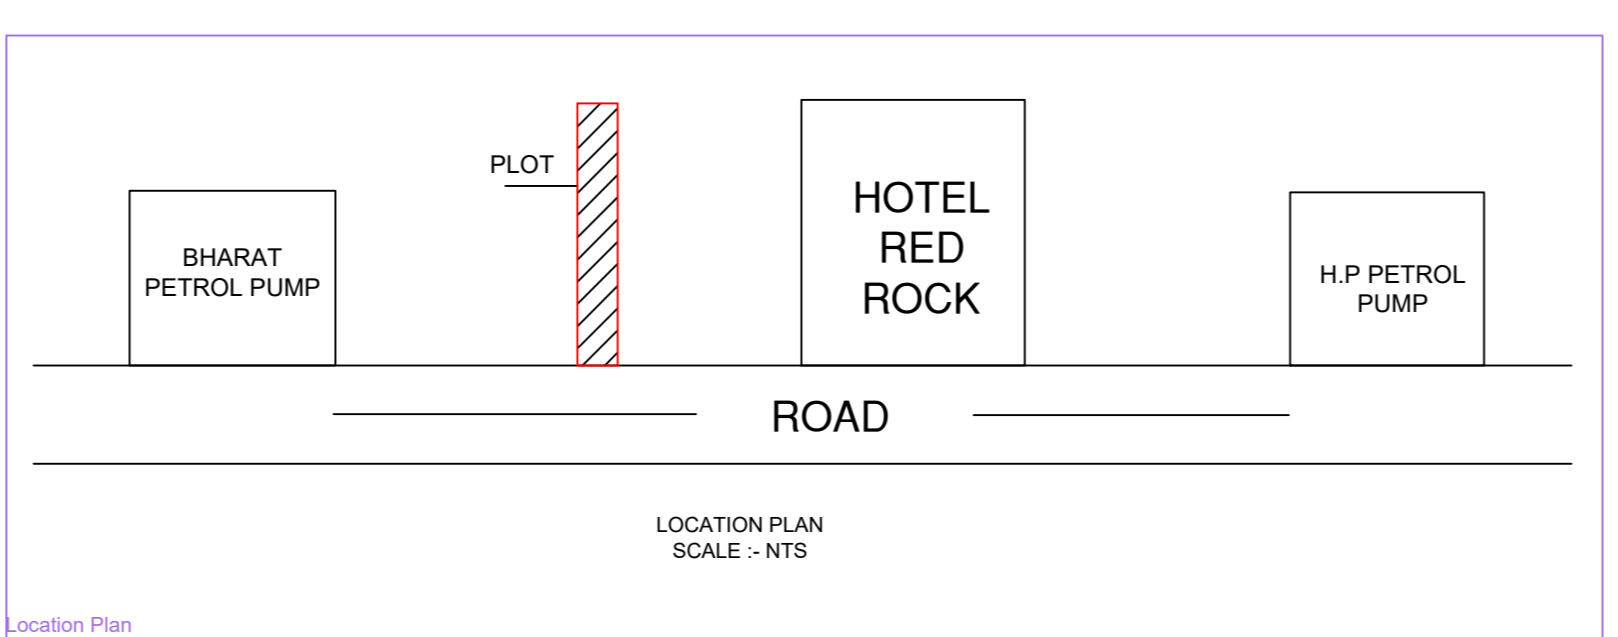 PLOT
BHARAT
PETROL PUMP
HOTEL
RED
ROCK
H.P PETROL
PUMP
ROAD
LOCATION PLAN
SCALE :- NTS
Location Plan